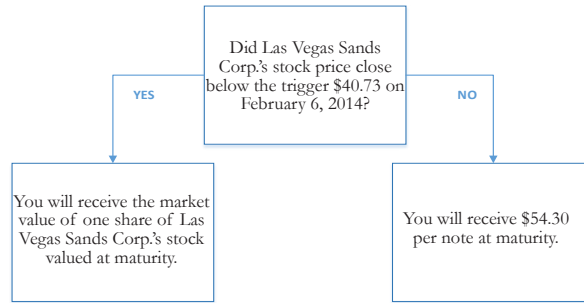 Did Las Vegas Sands
Corp.'s stock price close
below the trigger $40.73 on
February 6, 2014?
YES
NO
You will receive the market
value of one share of Las
Vegas Sands Corp.'s stock
valued at maturity.
You will receive $54.30
per note at maturity.